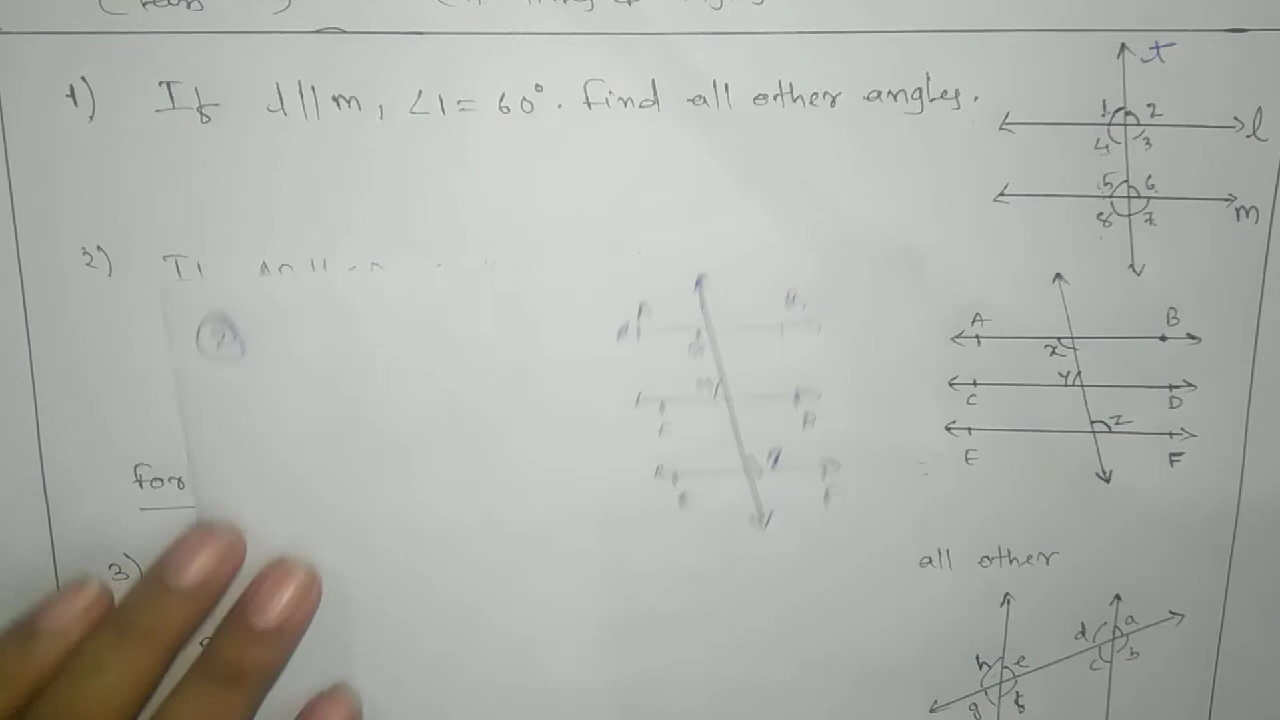 1) If l||m, ∠1 = 60°. Find all other angles.
t
1 2
l
4 3
5 6
m
8 7
2)
A B
x
y
C D
z
E F
For
3)
all other
d a
c b
h e
g f